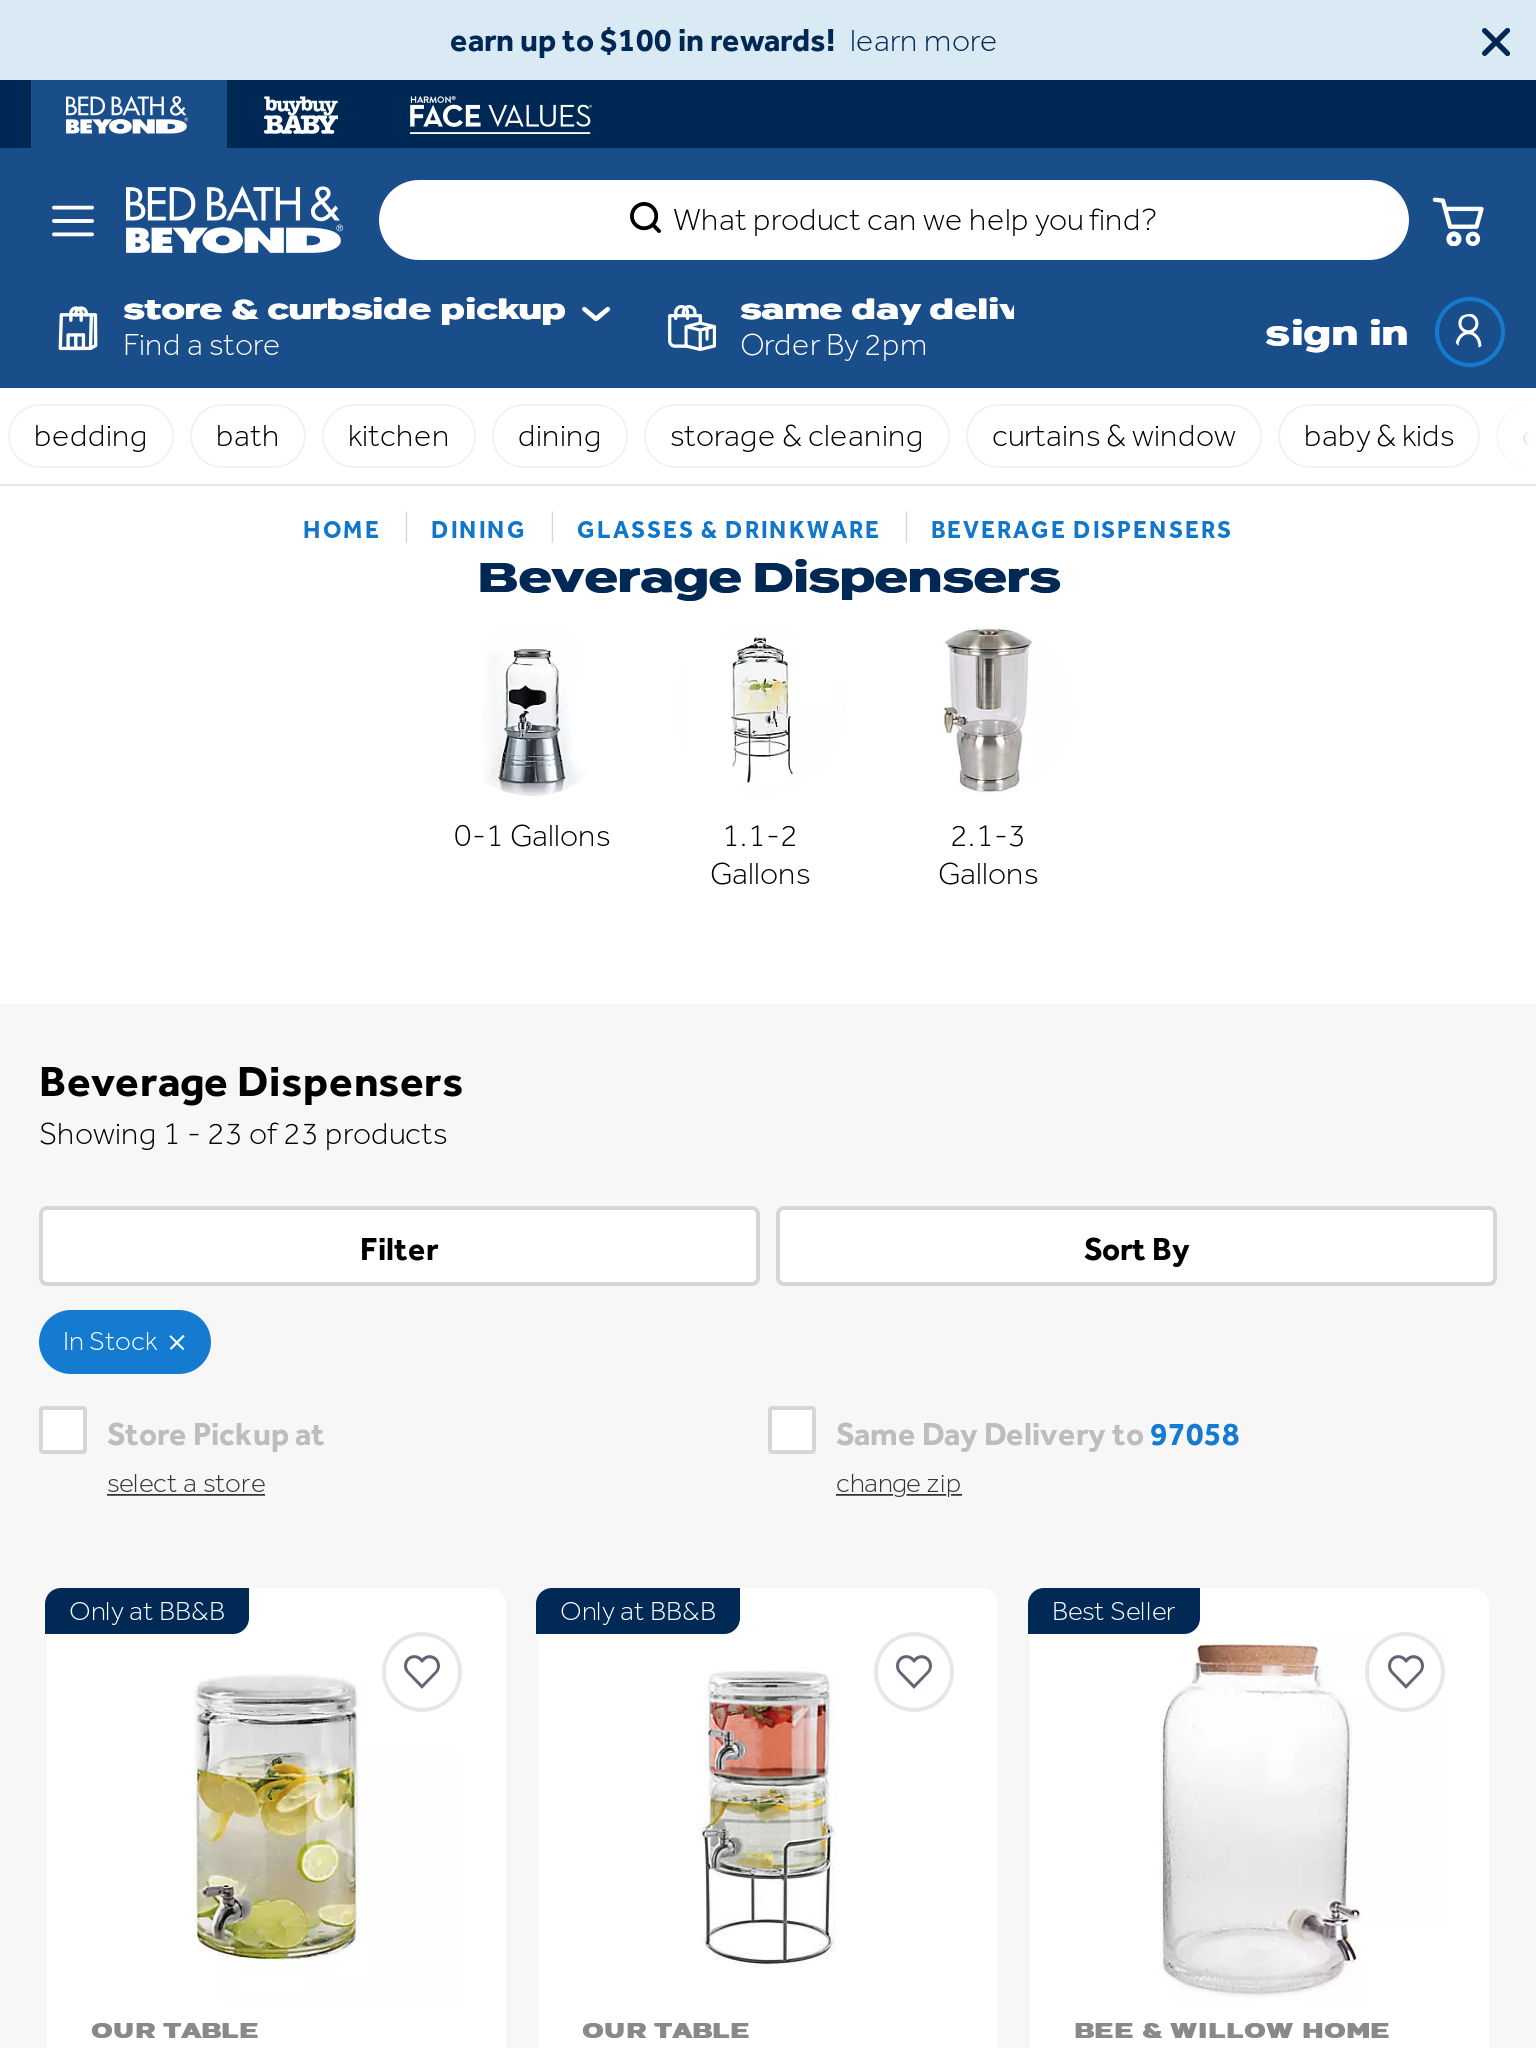 earn up to $100 in rewards! learn more
BED BATH &
BEYOND
buybuy
BABY
HARMON®
FACE VALUES
BED BATH &
BEYOND®
What product can we help you find?
store & curbside pickup
Find a store
same day deliv
Order By 2pm
sign in
bedding
bath
kitchen
dining
storage & cleaning
curtains & window
baby & kids
HOME
DINING
GLASSES & DRINKWARE
BEVERAGE DISPENSERS
Beverage Dispensers
0-1 Gallons
1.1-2
Gallons
2.1-3
Gallons
Beverage Dispensers
Showing 1 - 23 of 23 products
Filter
Sort By
In Stock
Store Pickup at
select a store
Same Day Delivery to 97058
change zip
Only at BB&B
Only at BB&B
Best Seller
OUR TABLE
OUR TABLE
BEE & WILLOW HOME